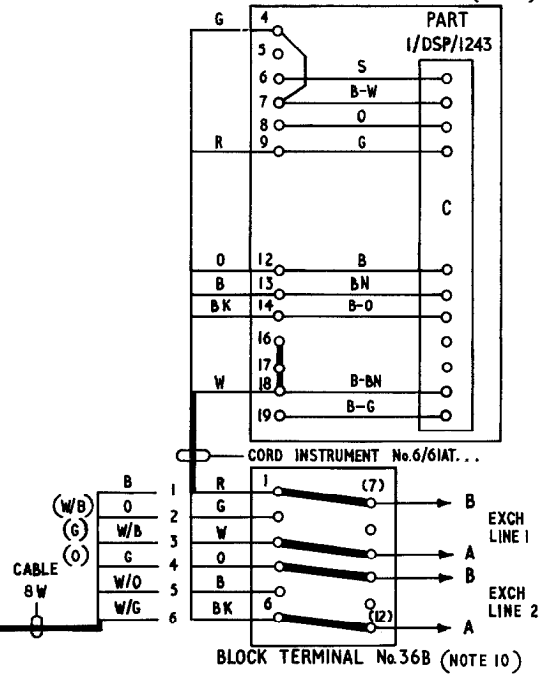 PART
1/DSP/1243
G 4
5
6 S
7 B-W
8 O
R 9 G
C
O 12 B
B 13 BN
BK 14 B-O
16
17
W 18 B-BN
19 B-G
CORD INSTRUMENT No.6/61AT...
B 1 R 1 (7) B
(W/B) O 2 G
EXCH
LINE 1
(G) W/B 3 W A
(O) G 4 O B
CABLE
8W
W/O 5 B
EXCH
LINE 2
W/G 6 BK 6 (12) A
BLOCK TERMINAL No.36B (NOTE 10)